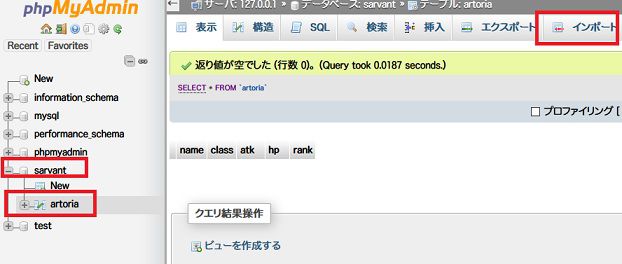 phpMyAdmin
Recent Favorites
New
information_schema
mysql
performance_schema
phpmyadmin
sarvant
New
artoria
test
サーバ: 127.0.0.1 » データベース: sarvant » テーブル: artoria
表示 構造 SQL 検索 挿入 エクスポート インポート
返り値が空でした (行数 0)。 (Query took 0.0187 seconds.)
SELECT * FROM `artoria`
プロファイリング [
name class atk hp rank
クエリ結果操作
ビューを作成する